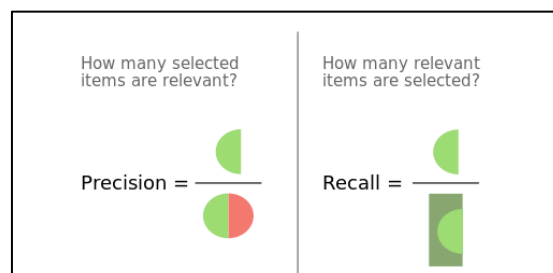 How many selected
items are relevant?
Precision =
How many relevant
items are selected?
Recall =